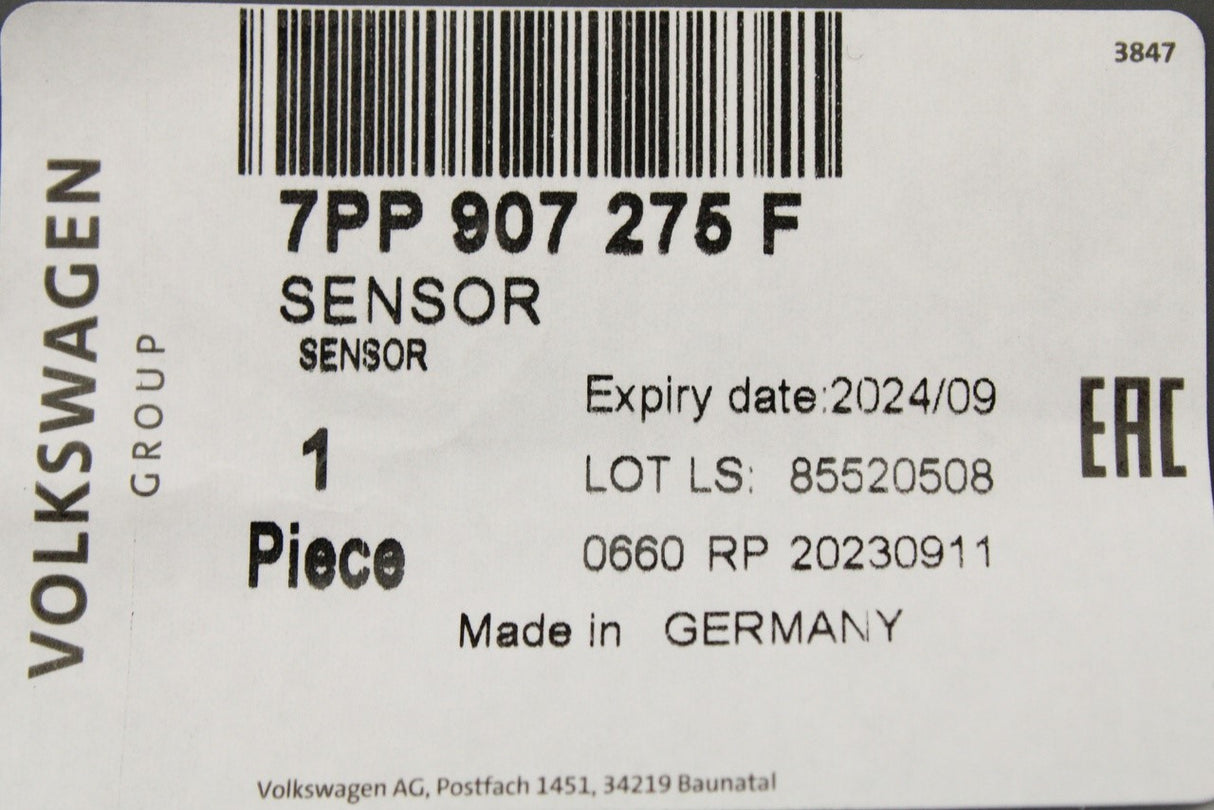 3847
7PP 907 275 F
SENSOR
SENSOR
Expiry date:2024/09
1
LOT LS: 85520508
Piece
0660 RP 20230911
Made in GERMANY
EAC
VOLKSWAGEN
GROUP
Volkswagen AG, Postfach 1451, 34219 Baunatal